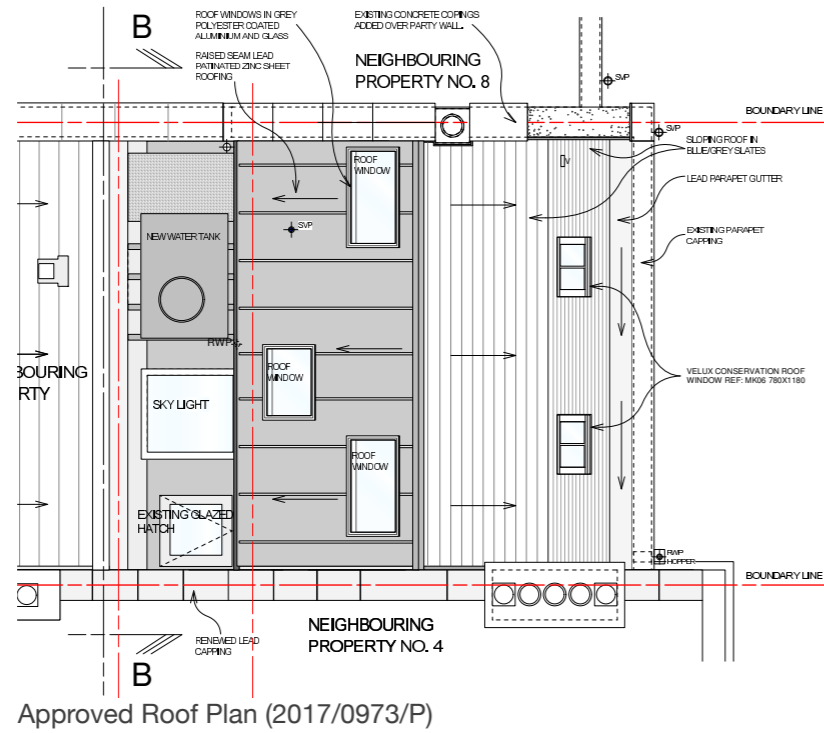 B
ROOF WINDOWS IN GREY
POLYESTER COATED
ALUMINIUM AND GLASS
RAISED SEAM LEAD
PATINATED ZINC SHEET
ROOFING
EXISTING CONCRETE COPINGS
ADDED OVER PARTY WALL.
NEIGHBOURING
PROPERTY NO. 8
SVP
BOUNDARY LINE
SVP
SLOPING ROOF IN
BLUE/GREY SLATES
ROOF
WINDOW
V
LEAD PARAPET GUTTER
SVP
NEW WATER TANK
EXISTING PARAPET
CAPPING
RWP
BOURING
RTY
ROOF
WINDOW
VELUX CONSERVATION ROOF
WINDOW REF: MK06 780X1180
SKY LIGHT
ROOF
WINDOW
EXISTING GLAZED
HATCH
RWP
HOPPER
BOUNDARY LINE
NEIGHBOURING
PROPERTY NO. 4
RENEWED LEAD
CAPPING
B
Approved Roof Plan (2017/0973/P)